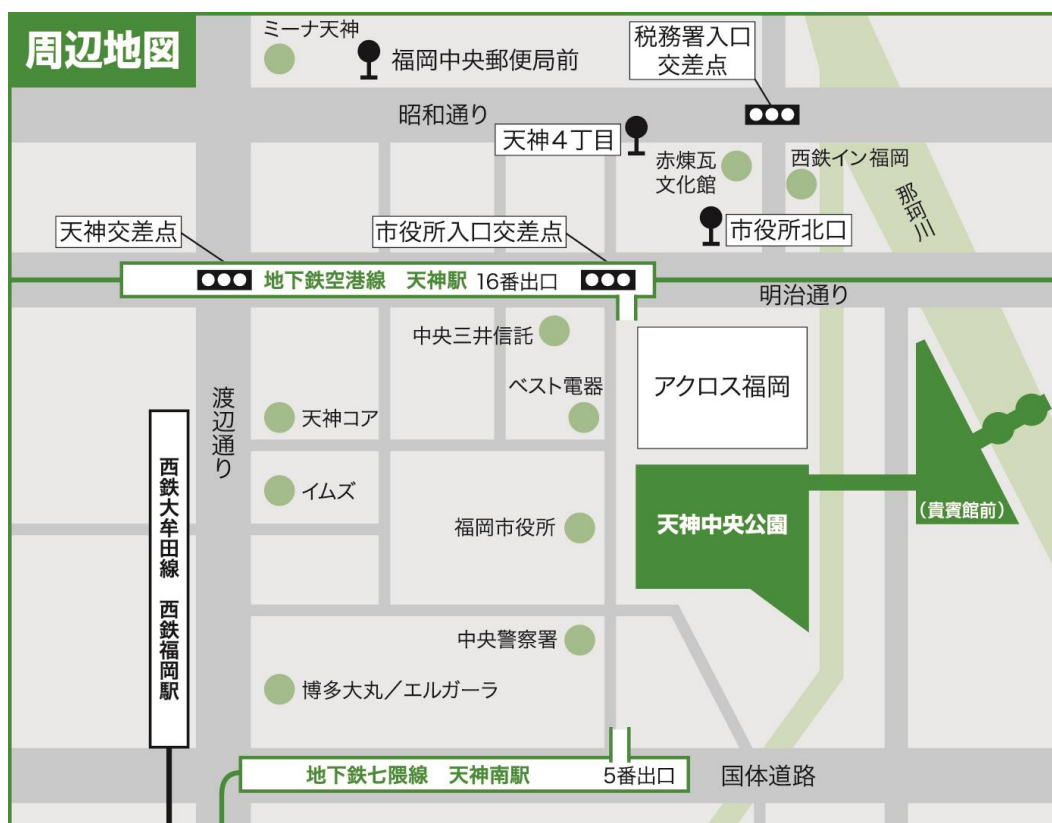 周辺地図
ミーナ天神
福岡中央郵便局前
税務署入口
交差点
昭和通り
天神4丁目
赤煉瓦
文化館
西鉄イン福岡
那珂川
天神交差点
市役所入口交差点
市役所北口
地下鉄空港線 天神駅 16番出口
明治通り
中央三井信託
ベスト電器
アクロス福岡
渡辺通り
天神コア
西鉄大牟田線 西鉄福岡駅
イムズ
福岡市役所
天神中央公園
(貴賓館前)
中央警察署
博多大丸/エルガーラ
地下鉄七隈線 天神南駅 5番出口
国体道路